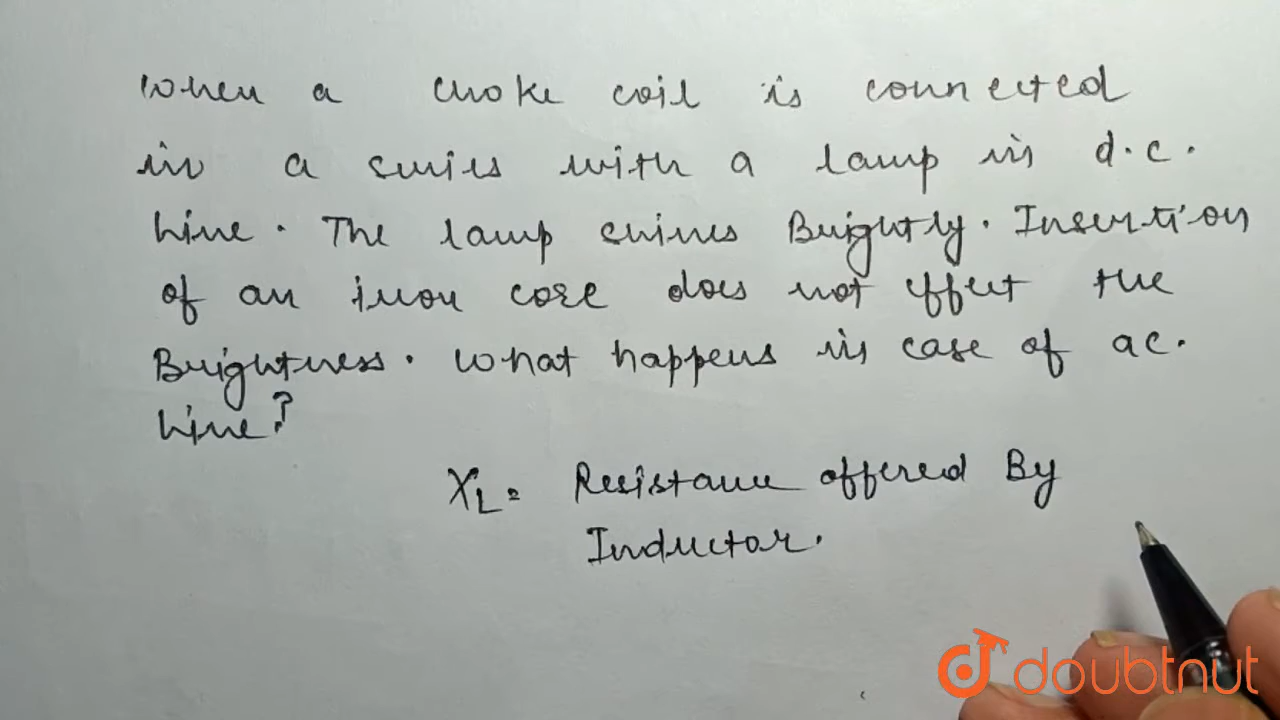 When a choke coil is connected
in a series with a lamp in d.c.
Line. The lamp shines Brightly. Insertion
of an iron core does not effect the
Brightness. What happens in case of ac.
Line?
XL = Resistance offered By
Inductor.
doubtnut